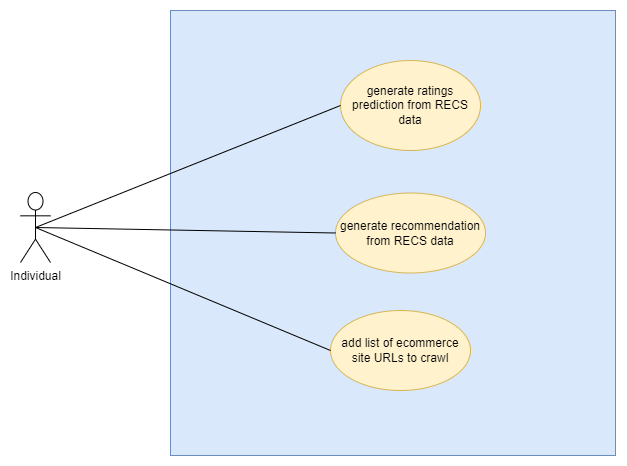 generate ratings
prediction from RECS
data
generate recommendation
from RECS data
Individual
add list of ecommerce
site URLs to crawl